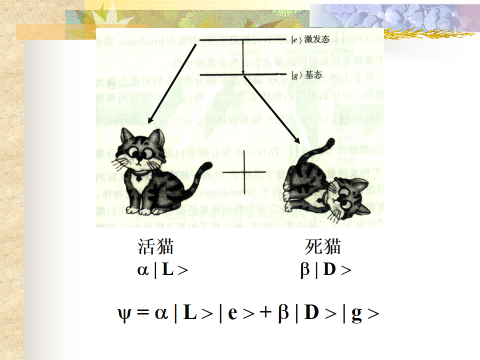 |e⟩ 激发态
|g⟩ 基态
活猫 死猫
α | L > β | D >
ψ = α | L > | e > + β | D > | g >